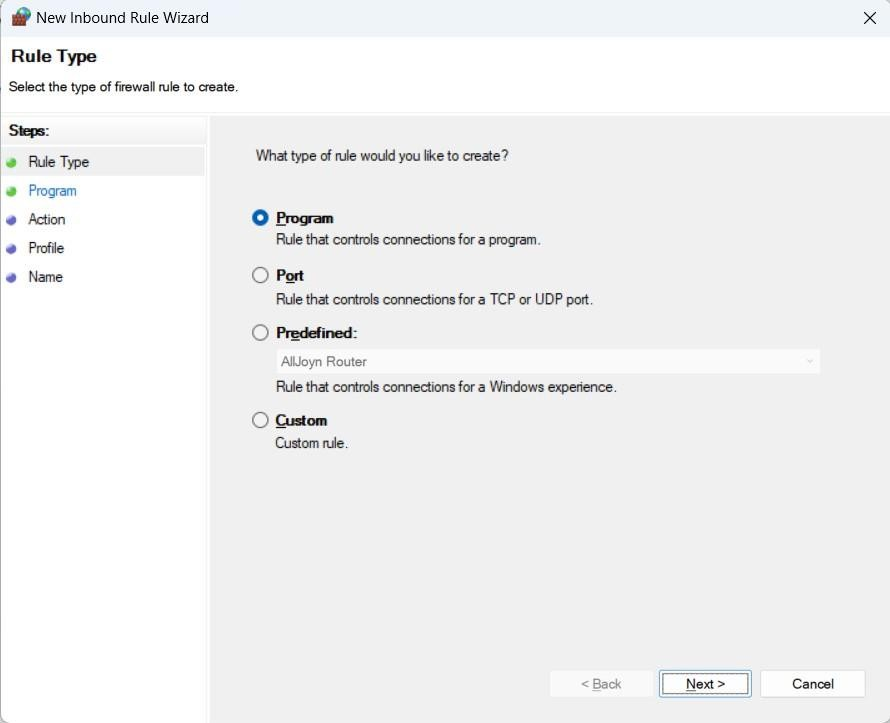 New Inbound Rule Wizard
Rule Type
Select the type of firewall rule to create.
Steps:
Rule Type
Program
Action
Profile
Name
What type of rule would you like to create?
Program
Rule that controls connections for a program.
Port
Rule that controls connections for a TCP or UDP port.
Predefined:
AllJoyn Router
Rule that controls connections for a Windows experience.
Custom
Custom rule.
< Back
Next >
Cancel